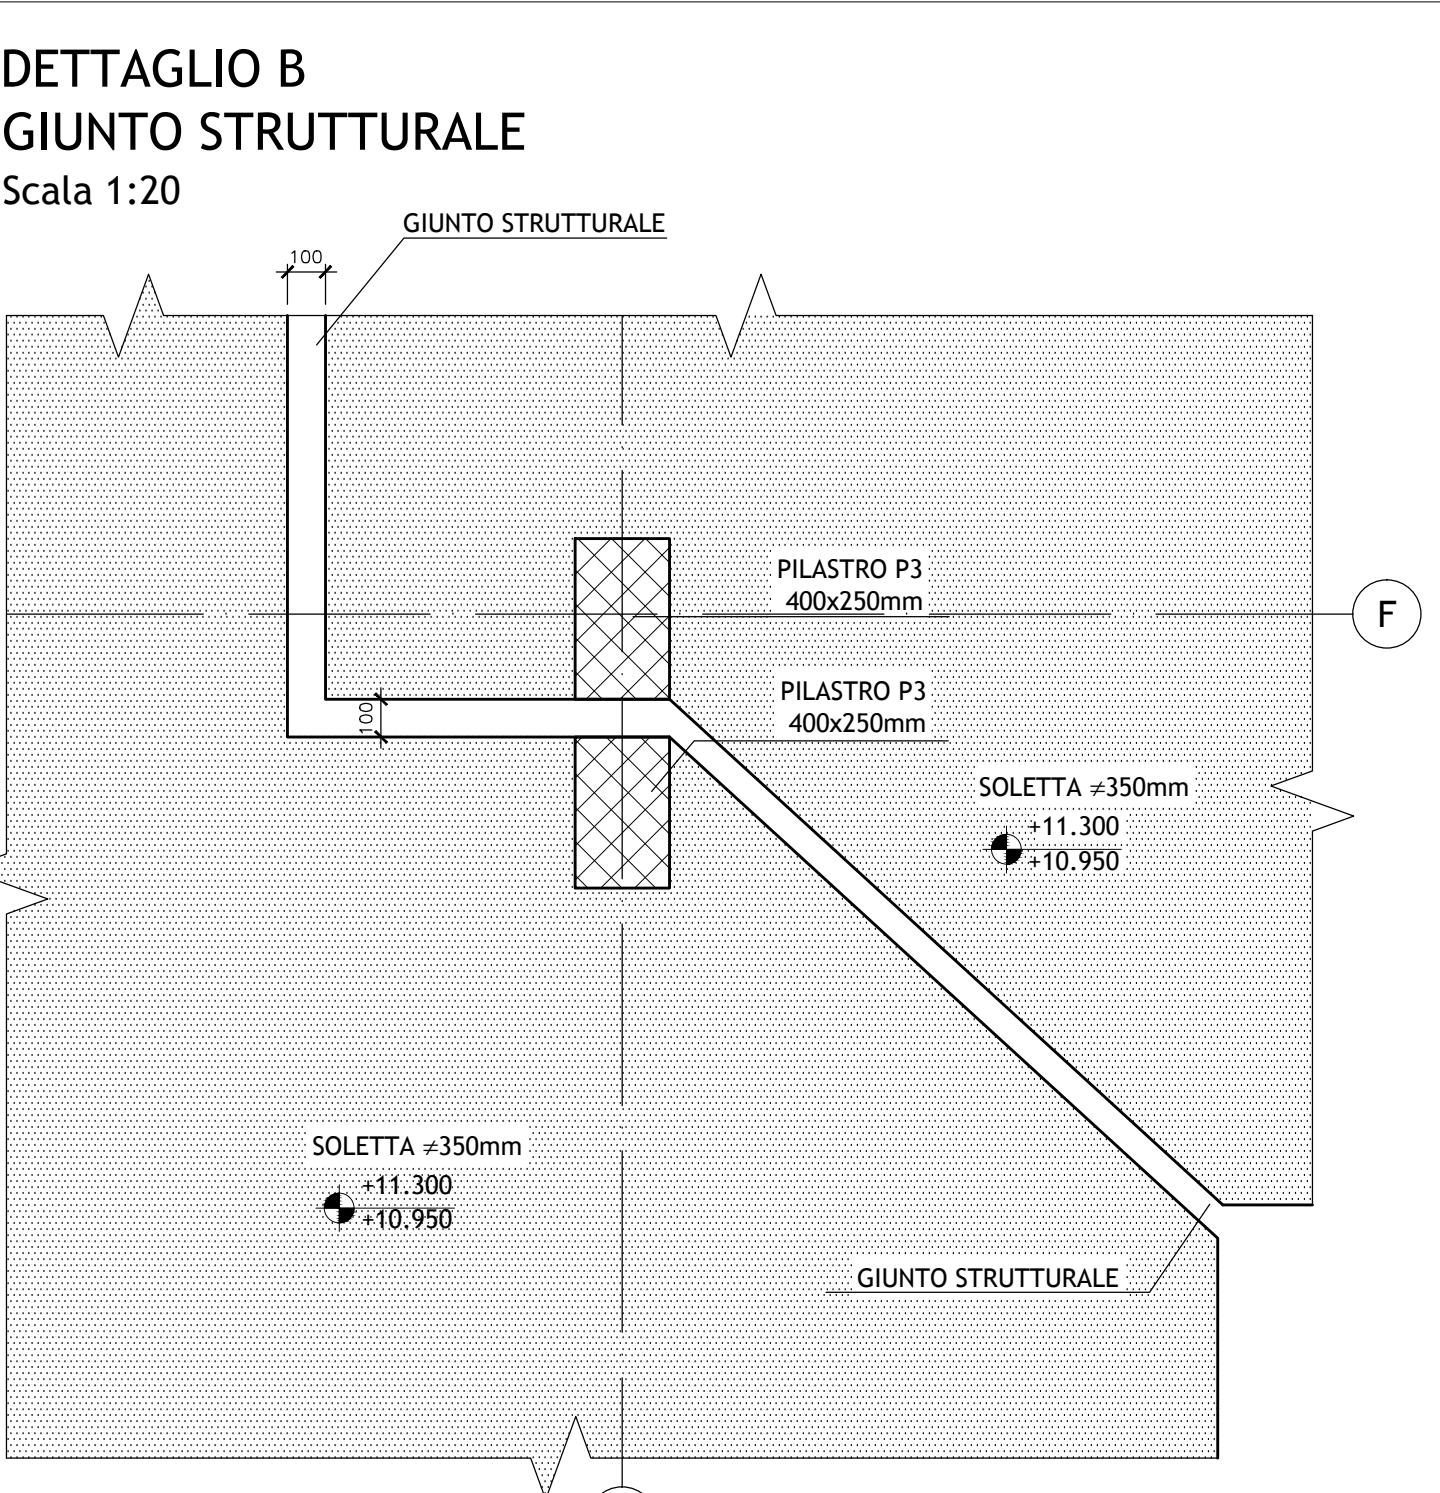 DETTAGLIO B
GIUNTO STRUTTURALE
Scala 1:20
GIUNTO STRUTTURALE
100
PILASTRO P3
400x250mm
F
PILASTRO P3
400x250mm
100
SOLETTA ≠350mm
+11.300
+10.950
SOLETTA ≠350mm
+11.300
+10.950
GIUNTO STRUTTURALE